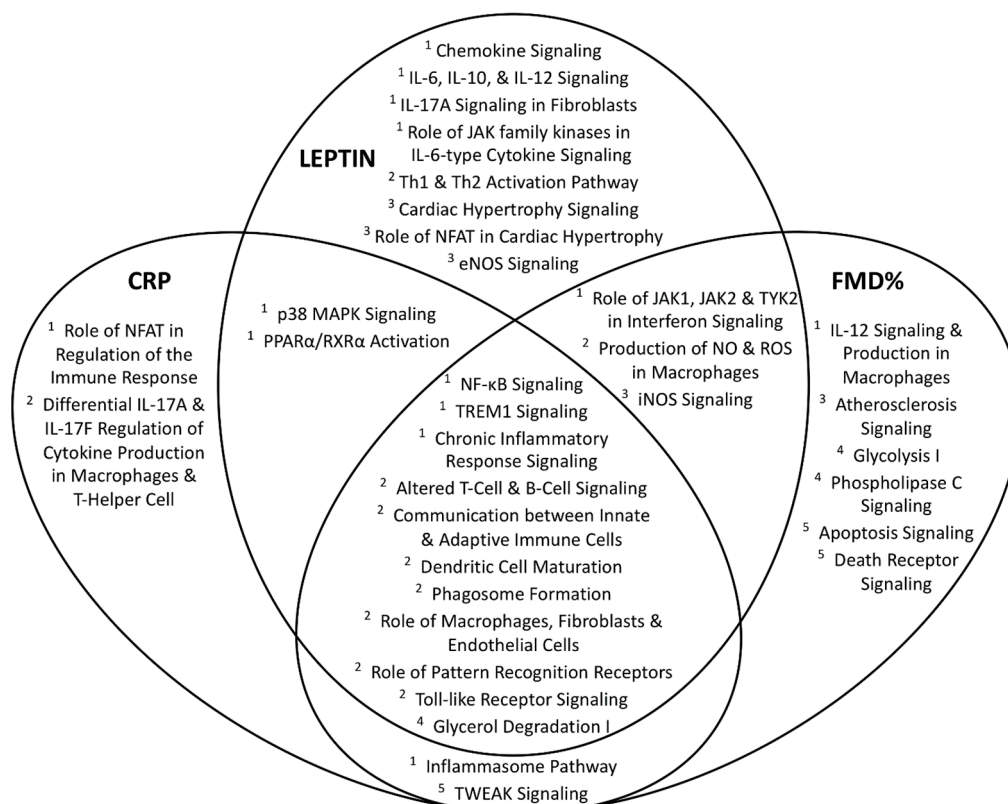 ¹ Chemokine Signaling
¹ IL-6, IL-10, & IL-12 Signaling
¹ IL-17A Signaling in Fibroblasts
¹ Role of JAK family kinases in
IL-6-type Cytokine Signaling
LEPTIN
² Th1 & Th2 Activation Pathway
³ Cardiac Hypertrophy Signaling
³ Role of NFAT in Cardiac Hypertrophy
³ eNOS Signaling
CRP
¹ Role of NFAT in
Regulation of the
Immune Response
² Differential IL-17A &
IL-17F Regulation of
Cytokine Production
in Macrophages &
T-Helper Cell
¹ p38 MAPK Signaling
¹ PPARα/RXRα Activation
¹ Role of JAK1, JAK2 & TYK2
in Interferon Signaling
² Production of NO & ROS
in Macrophages
³ iNOS Signaling
FMD%
¹ IL-12 Signaling &
Production in
Macrophages
³ Atherosclerosis
Signaling
⁴ Glycolysis I
⁴ Phospholipase C
Signaling
⁵ Apoptosis Signaling
⁵ Death Receptor
Signaling
¹ NF-κB Signaling
¹ TREM1 Signaling
¹ Chronic Inflammatory
Response Signaling
² Altered T-Cell & B-Cell Signaling
² Communication between Innate
& Adaptive Immune Cells
² Dendritic Cell Maturation
² Phagosome Formation
² Role of Macrophages, Fibroblasts &
Endothelial Cells
² Role of Pattern Recognition Receptors
² Toll-like Receptor Signaling
⁴ Glycerol Degradation I
¹ Inflammasome Pathway
⁵ TWEAK Signaling